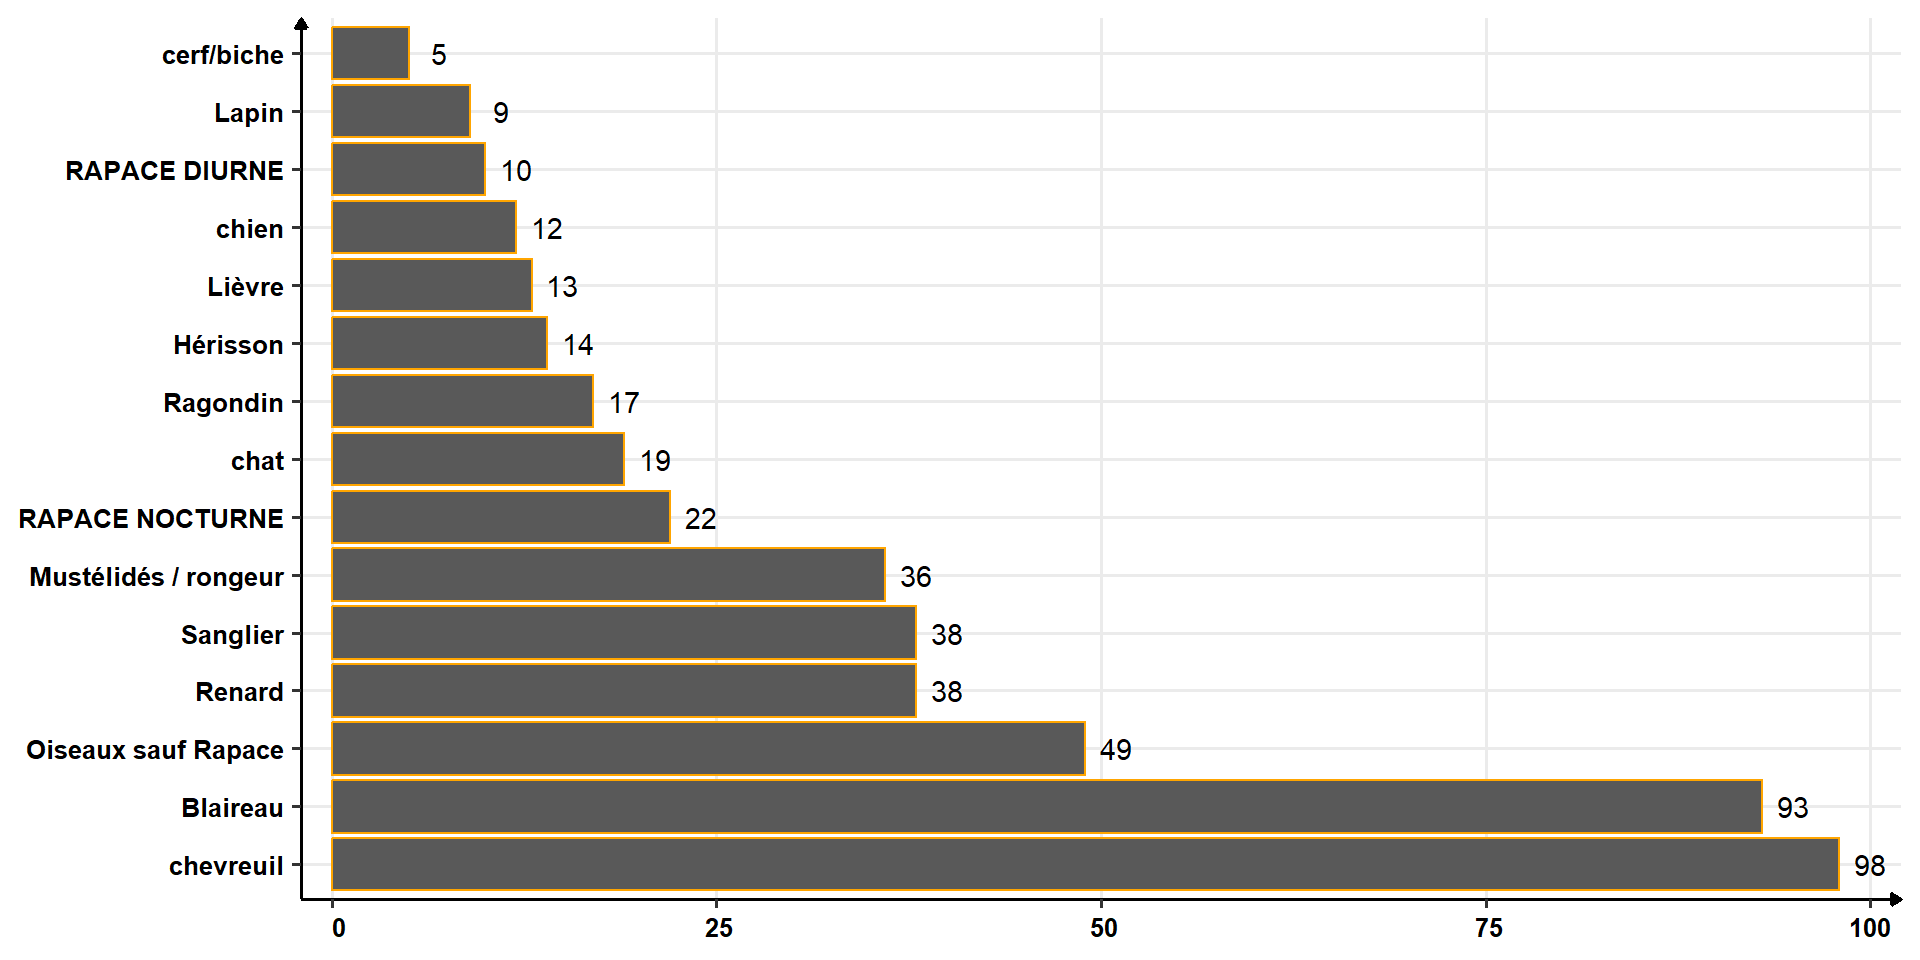 cerf/biche 5
Lapin 9
RAPACE DIURNE 10
chien 12
Lièvre 13
Hérisson 14
Ragondin 17
chat 19
RAPACE NOCTURNE 22
Mustélidés / rongeur 36
Sanglier 38
Renard 38
Oiseaux sauf Rapace 49
Blaireau 93
chevreuil 98
0 25 50 75 100